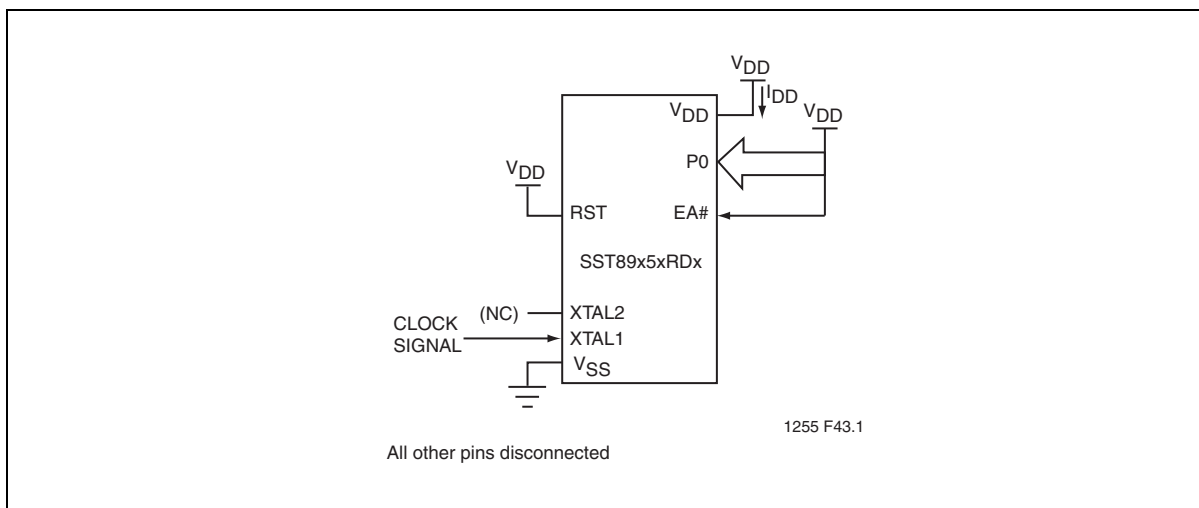 VDD
IDD
VDD
VDD
P0
VDD
RST
EA#
SST89x5xRDx
(NC)
XTAL2
CLOCK
SIGNAL
XTAL1
VSS
1255 F43.1
All other pins disconnected